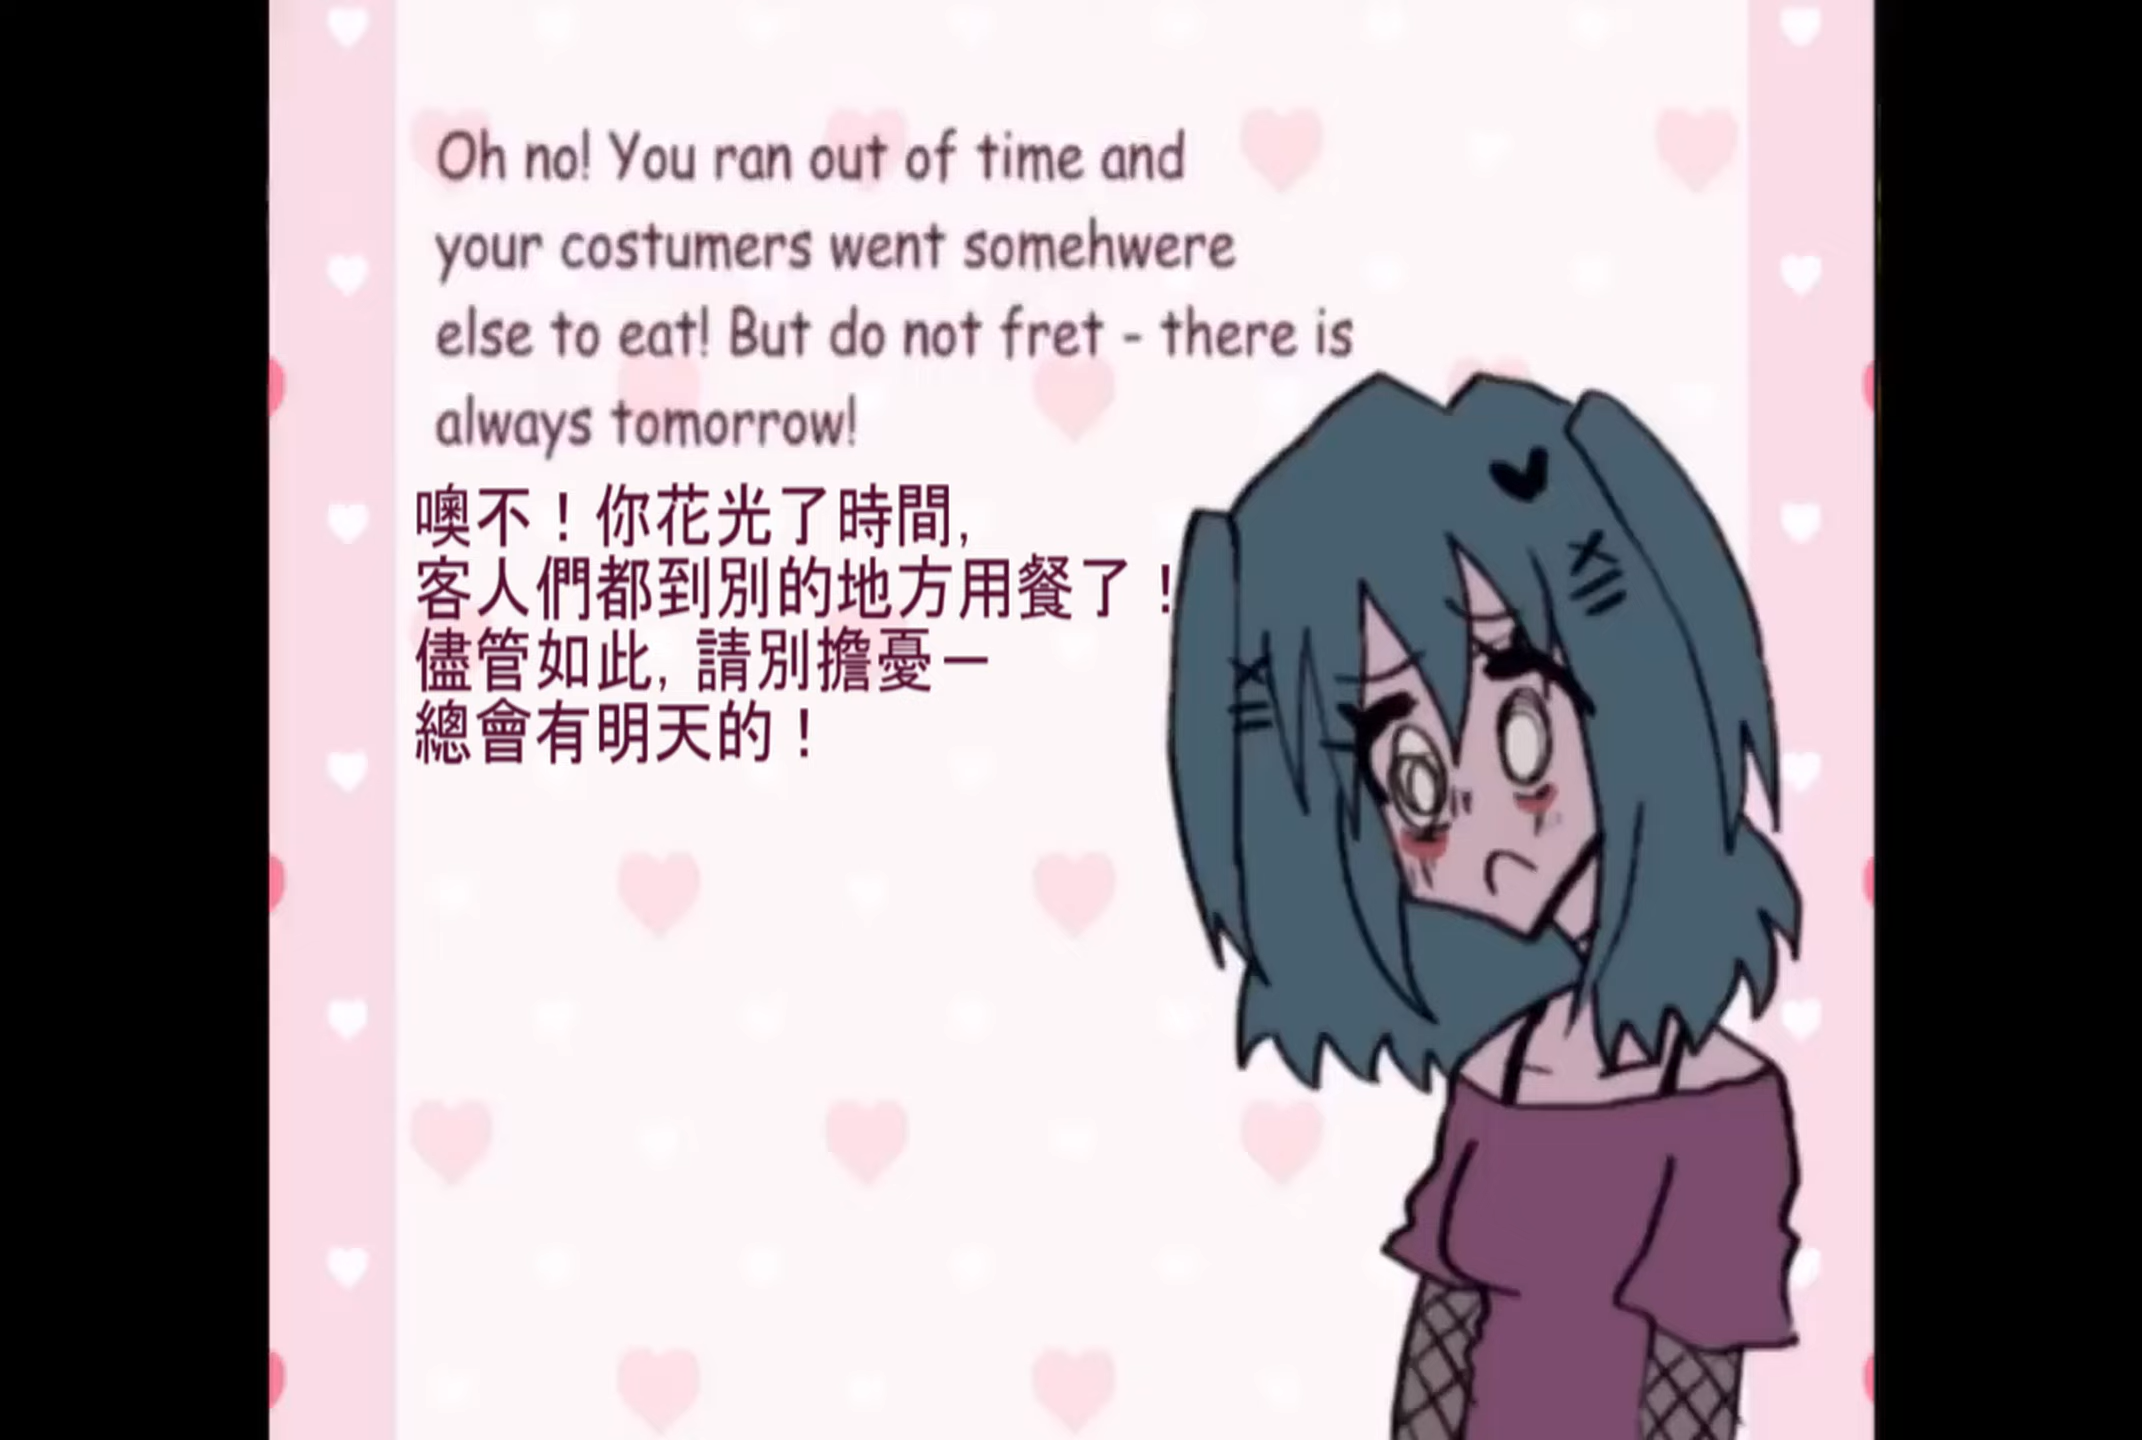 Oh no! You ran out of time and
your costumers went somehwere
else to eat! But do not fret - there is
always tomorrow!
噢不！你花光了時間，
客人們都到別的地方用餐了！
儘管如此，請別擔憂－
總會有明天的！